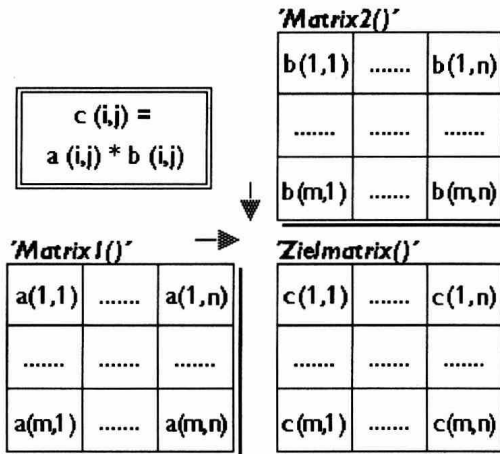 'Matrix2()'
b(1,1) ....... b(1,n)
....... ....... .......
b(m,1) ....... b(m,n)
c (i,j) =
a (i,j) * b (i,j)
'Matrix1()'
a(1,1) ....... a(1,n)
....... ....... .......
a(m,1) ....... a(m,n)
'Zielmatrix()'
c(1,1) ....... c(1,n)
....... ....... .......
c(m,1) ....... c(m,n)